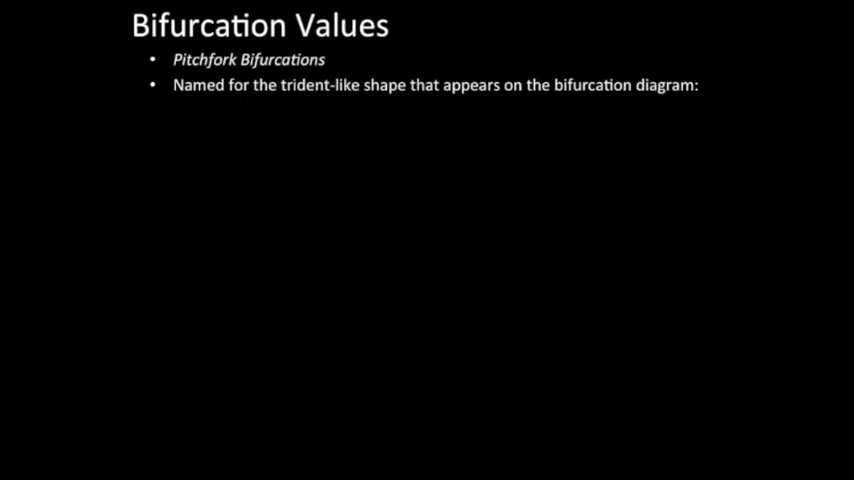 Bifurcation Values
• Pitchfork Bifurcations
• Named for the trident-like shape that appears on the bifurcation diagram: